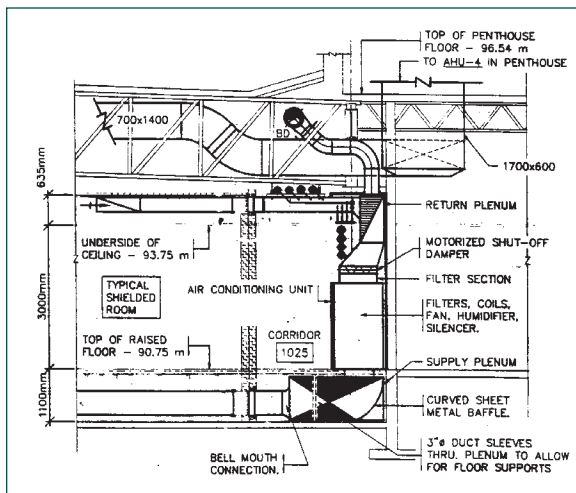 TOP OF PENTHOUSE
FLOOR - 96.54 m
TO AHU-4 IN PENTHOUSE
700x1400
BD
1700x600
635mm
RETURN PLENUM
UNDERSIDE OF
CEILING - 93.75 m
MOTORIZED SHUT-OFF
DAMPER
FILTER SECTION
TYPICAL
SHIELDED
ROOM
AIR CONDITIONING UNIT
3000mm
FILTERS, COILS,
FAN, HUMIDIFIER,
SILENCER.
CORRIDOR
1025
TOP OF RAISED
FLOOR - 90.75 m
SUPPLY PLENUM
1100mm
CURVED SHEET
METAL BAFFLE.
BELL MOUTH
CONNECTION.
3"ø DUCT SLEEVES
THRU. PLENUM TO ALLOW
FOR FLOOR SUPPORTS